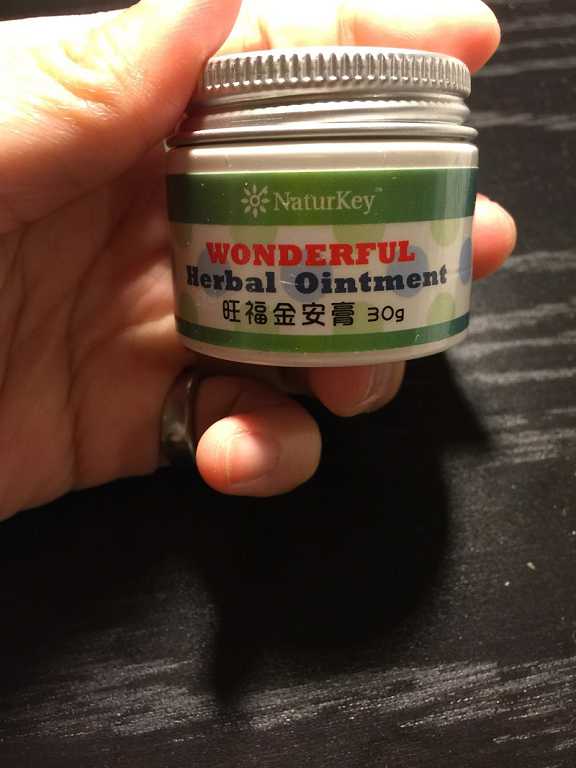 NaturKey™
WONDERFUL
Herbal Ointment
旺福金安膏 30g